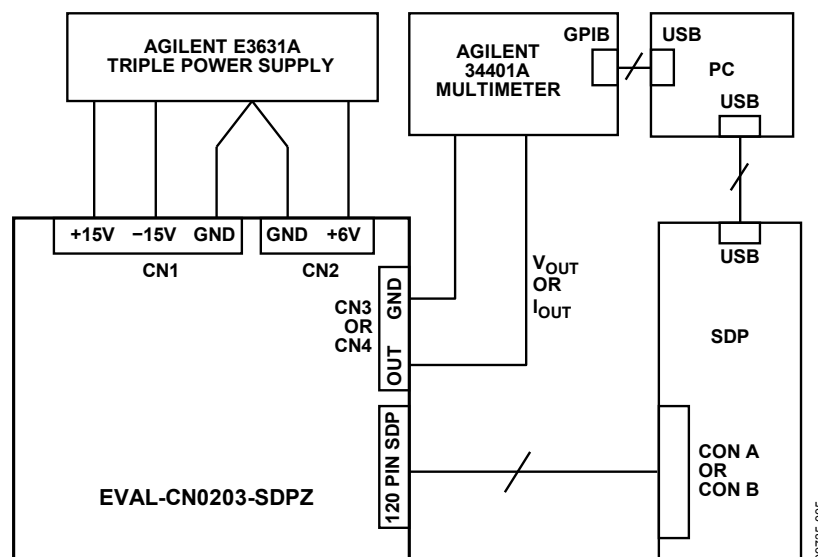 AGILENT E3631A
TRIPLE POWER SUPPLY
AGILENT
34401A
MULTIMETER
GPIB
USB
PC
USB
+15V −15V GND
GND +6V
CN1
CN2
CN3
OR
CN4
GND
OUT
VOUT
OR
IOUT
USB
SDP
120 PIN SDP
CON A
OR
CON B
EVAL-CN0203-SDPZ